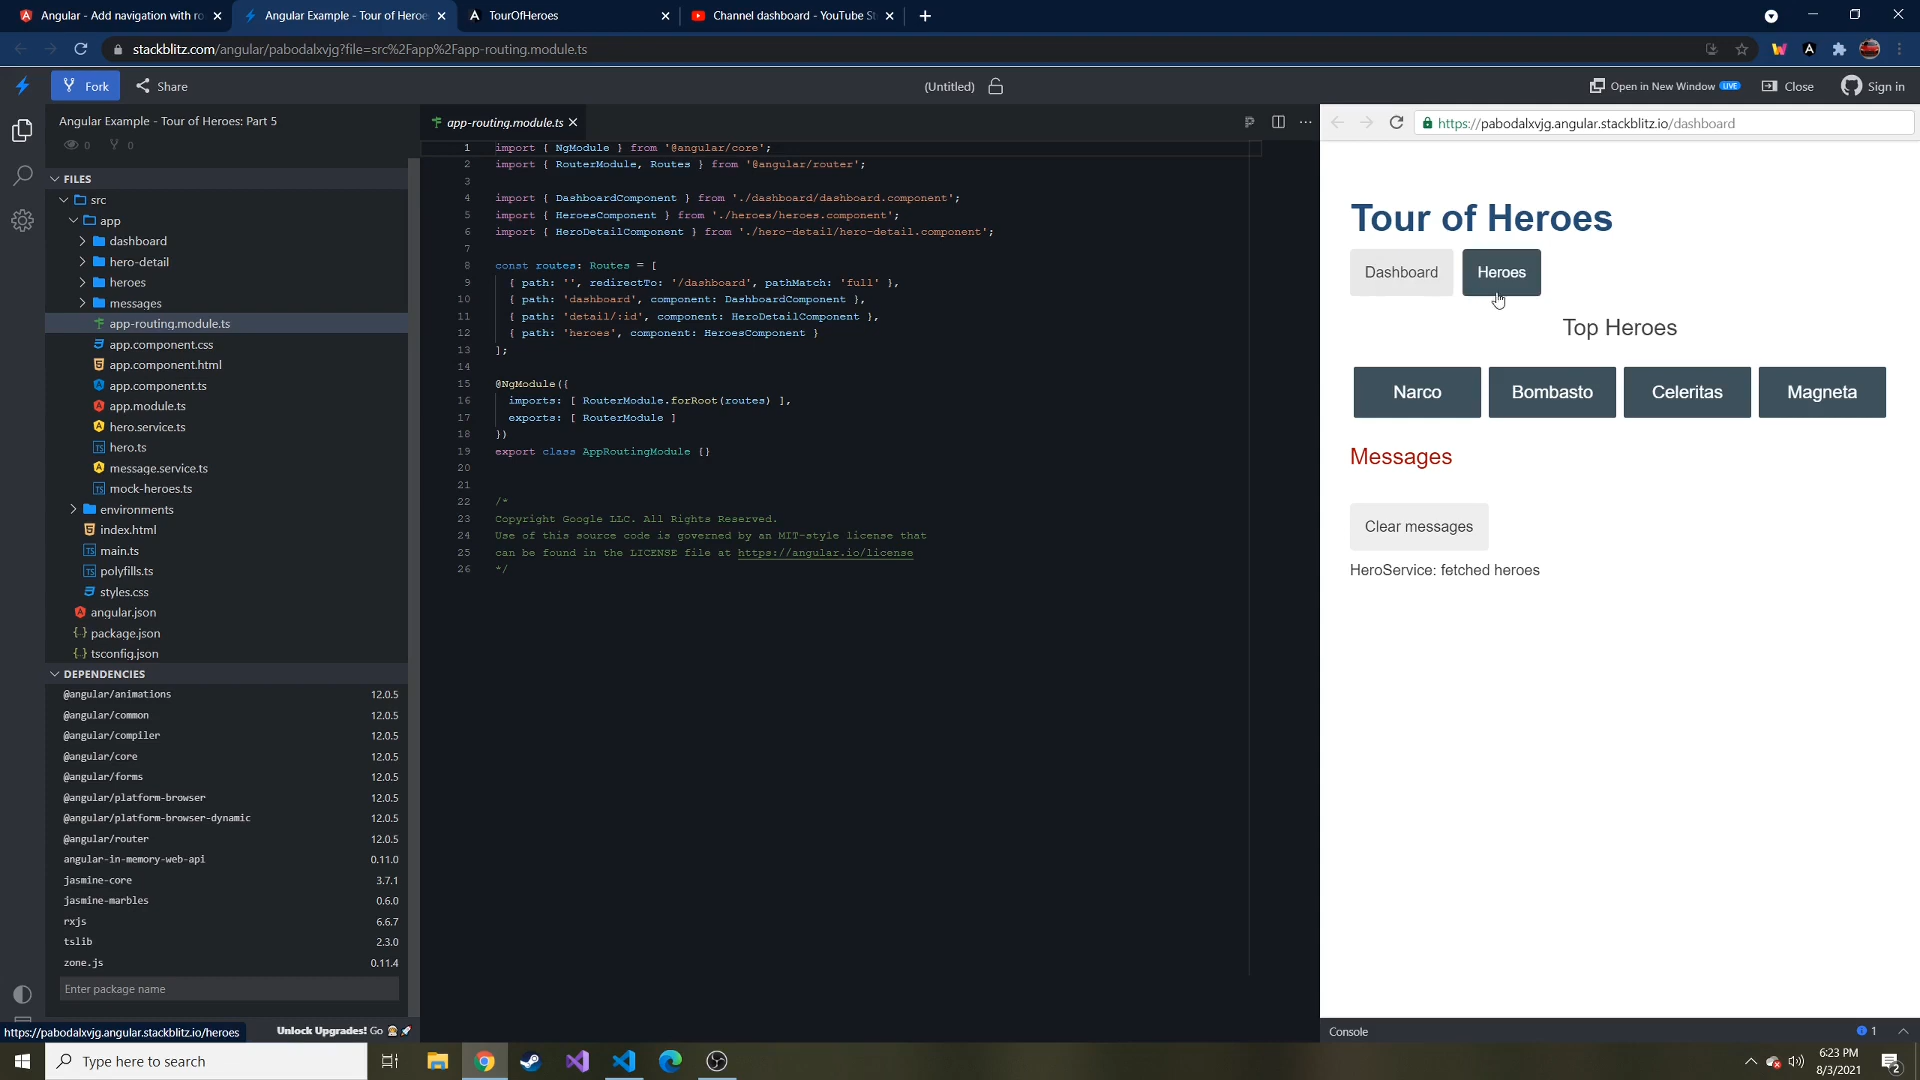 Angular - Add navigation with ro
Angular Example - Tour of Heroe
TourOfHeroes
Channel dashboard - YouTube St
stackblitz.com/angular/pabodalxvjg?file=src%2Fapp%2Fapp-routing.module.ts
Fork
Share
(Untitled)
Open in New Window LIVE
Close
Sign in
Angular Example - Tour of Heroes: Part 5
0
0
FILES
src
app
dashboard
hero-detail
heroes
messages
app-routing.module.ts
app.component.css
app.component.html
app.component.ts
app.module.ts
hero.service.ts
hero.ts
message.service.ts
mock-heroes.ts
environments
index.html
main.ts
polyfills.ts
styles.css
angular.json
package.json
tsconfig.json
DEPENDENCIES
@angular/animations 12.0.5
@angular/common 12.0.5
@angular/compiler 12.0.5
@angular/core 12.0.5
@angular/forms 12.0.5
@angular/platform-browser 12.0.5
@angular/platform-browser-dynamic 12.0.5
@angular/router 12.0.5
angular-in-memory-web-api 0.11.0
jasmine-core 3.7.1
jasmine-marbles 0.6.0
rxjs 6.6.7
tslib 2.3.0
zone.js 0.11.4
Enter package name
https://pabodalxvjg.angular.stackblitz.io/heroes
Unlock Upgrades! Go
app-routing.module.ts
1 import { NgModule } from '@angular/core';
2 import { RouterModule, Routes } from '@angular/router';
3
4 import { DashboardComponent } from './dashboard/dashboard.component';
5 import { HeroesComponent } from './heroes/heroes.component';
6 import { HeroDetailComponent } from './hero-detail/hero-detail.component';
7
8 const routes: Routes = [
9 { path: '', redirectTo: '/dashboard', pathMatch: 'full' },
10 { path: 'dashboard', component: DashboardComponent },
11 { path: 'detail/:id', component: HeroDetailComponent },
12 { path: 'heroes', component: HeroesComponent }
13 ];
14
15 @NgModule({
16 imports: [ RouterModule.forRoot(routes) ],
17 exports: [ RouterModule ]
18 })
19 export class AppRoutingModule {}
20
21
22 /*
23 Copyright Google LLC. All Rights Reserved.
24 Use of this source code is governed by an MIT-style license that
25 can be found in the LICENSE file at https://angular.io/license
26 */
https://pabodalxvjg.angular.stackblitz.io/dashboard
Tour of Heroes
Dashboard
Heroes
Top Heroes
Narco
Bombasto
Celeritas
Magneta
Messages
Clear messages
HeroService: fetched heroes
Console
1
Type here to search
6:23 PM
8/3/2021
2